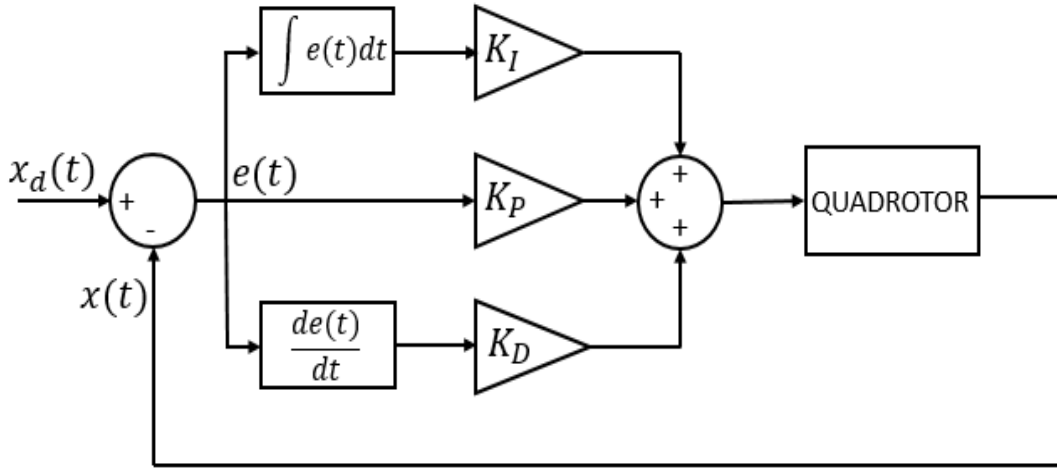 ∫ e(t)dt
K_I
x_d(t)
+
-
e(t)
K_P
+
+
+
QUADROTOR
x(t)
de(t)
dt
K_D